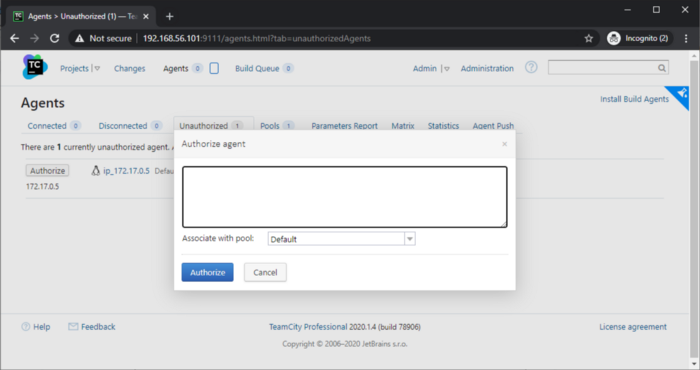 Agents > Unauthorized (1) — Tea
Incognito (2)
Not secure | 192.168.56.101:9111/agents.html?tab=unauthorizedAgents
TC
Projects Changes Agents 0 Build Queue 0 Admin Administration
Agents
Install Build Agents
Connected 0 Disconnected 0 Unauthorized 1 Pools 1 Parameters Report Matrix Statistics Agent Push
There are 1 currently unauthorized agent.
Authorize ip_172.17.0.5 Defau
172.17.0.5
Authorize agent
Associate with pool: Default
Authorize Cancel
Help Feedback TeamCity Professional 2020.1.4 (build 78906) License agreement
Copyright © 2006–2020 JetBrains s.r.o.